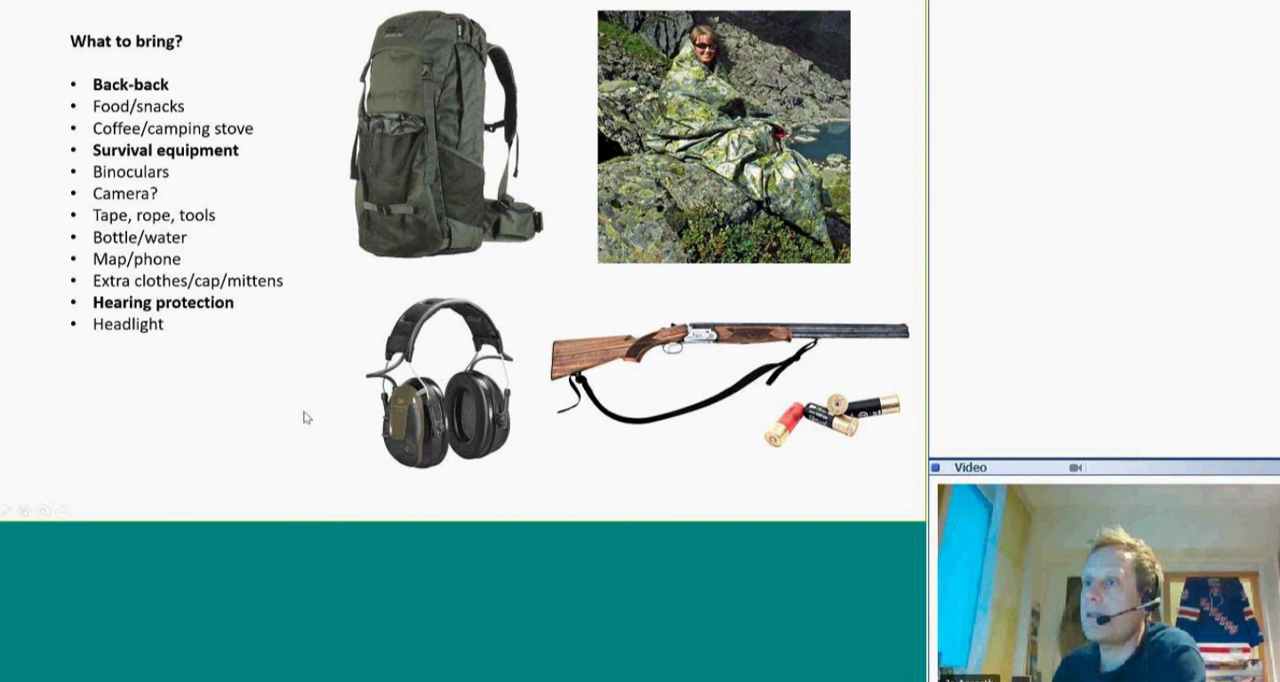 What to bring?
• Back-back
• Food/snacks
• Coffee/camping stove
• Survival equipment
• Binoculars
• Camera?
• Tape, rope, tools
• Bottle/water
• Map/phone
• Extra clothes/cap/mittens
• Hearing protection
• Headlight
Video